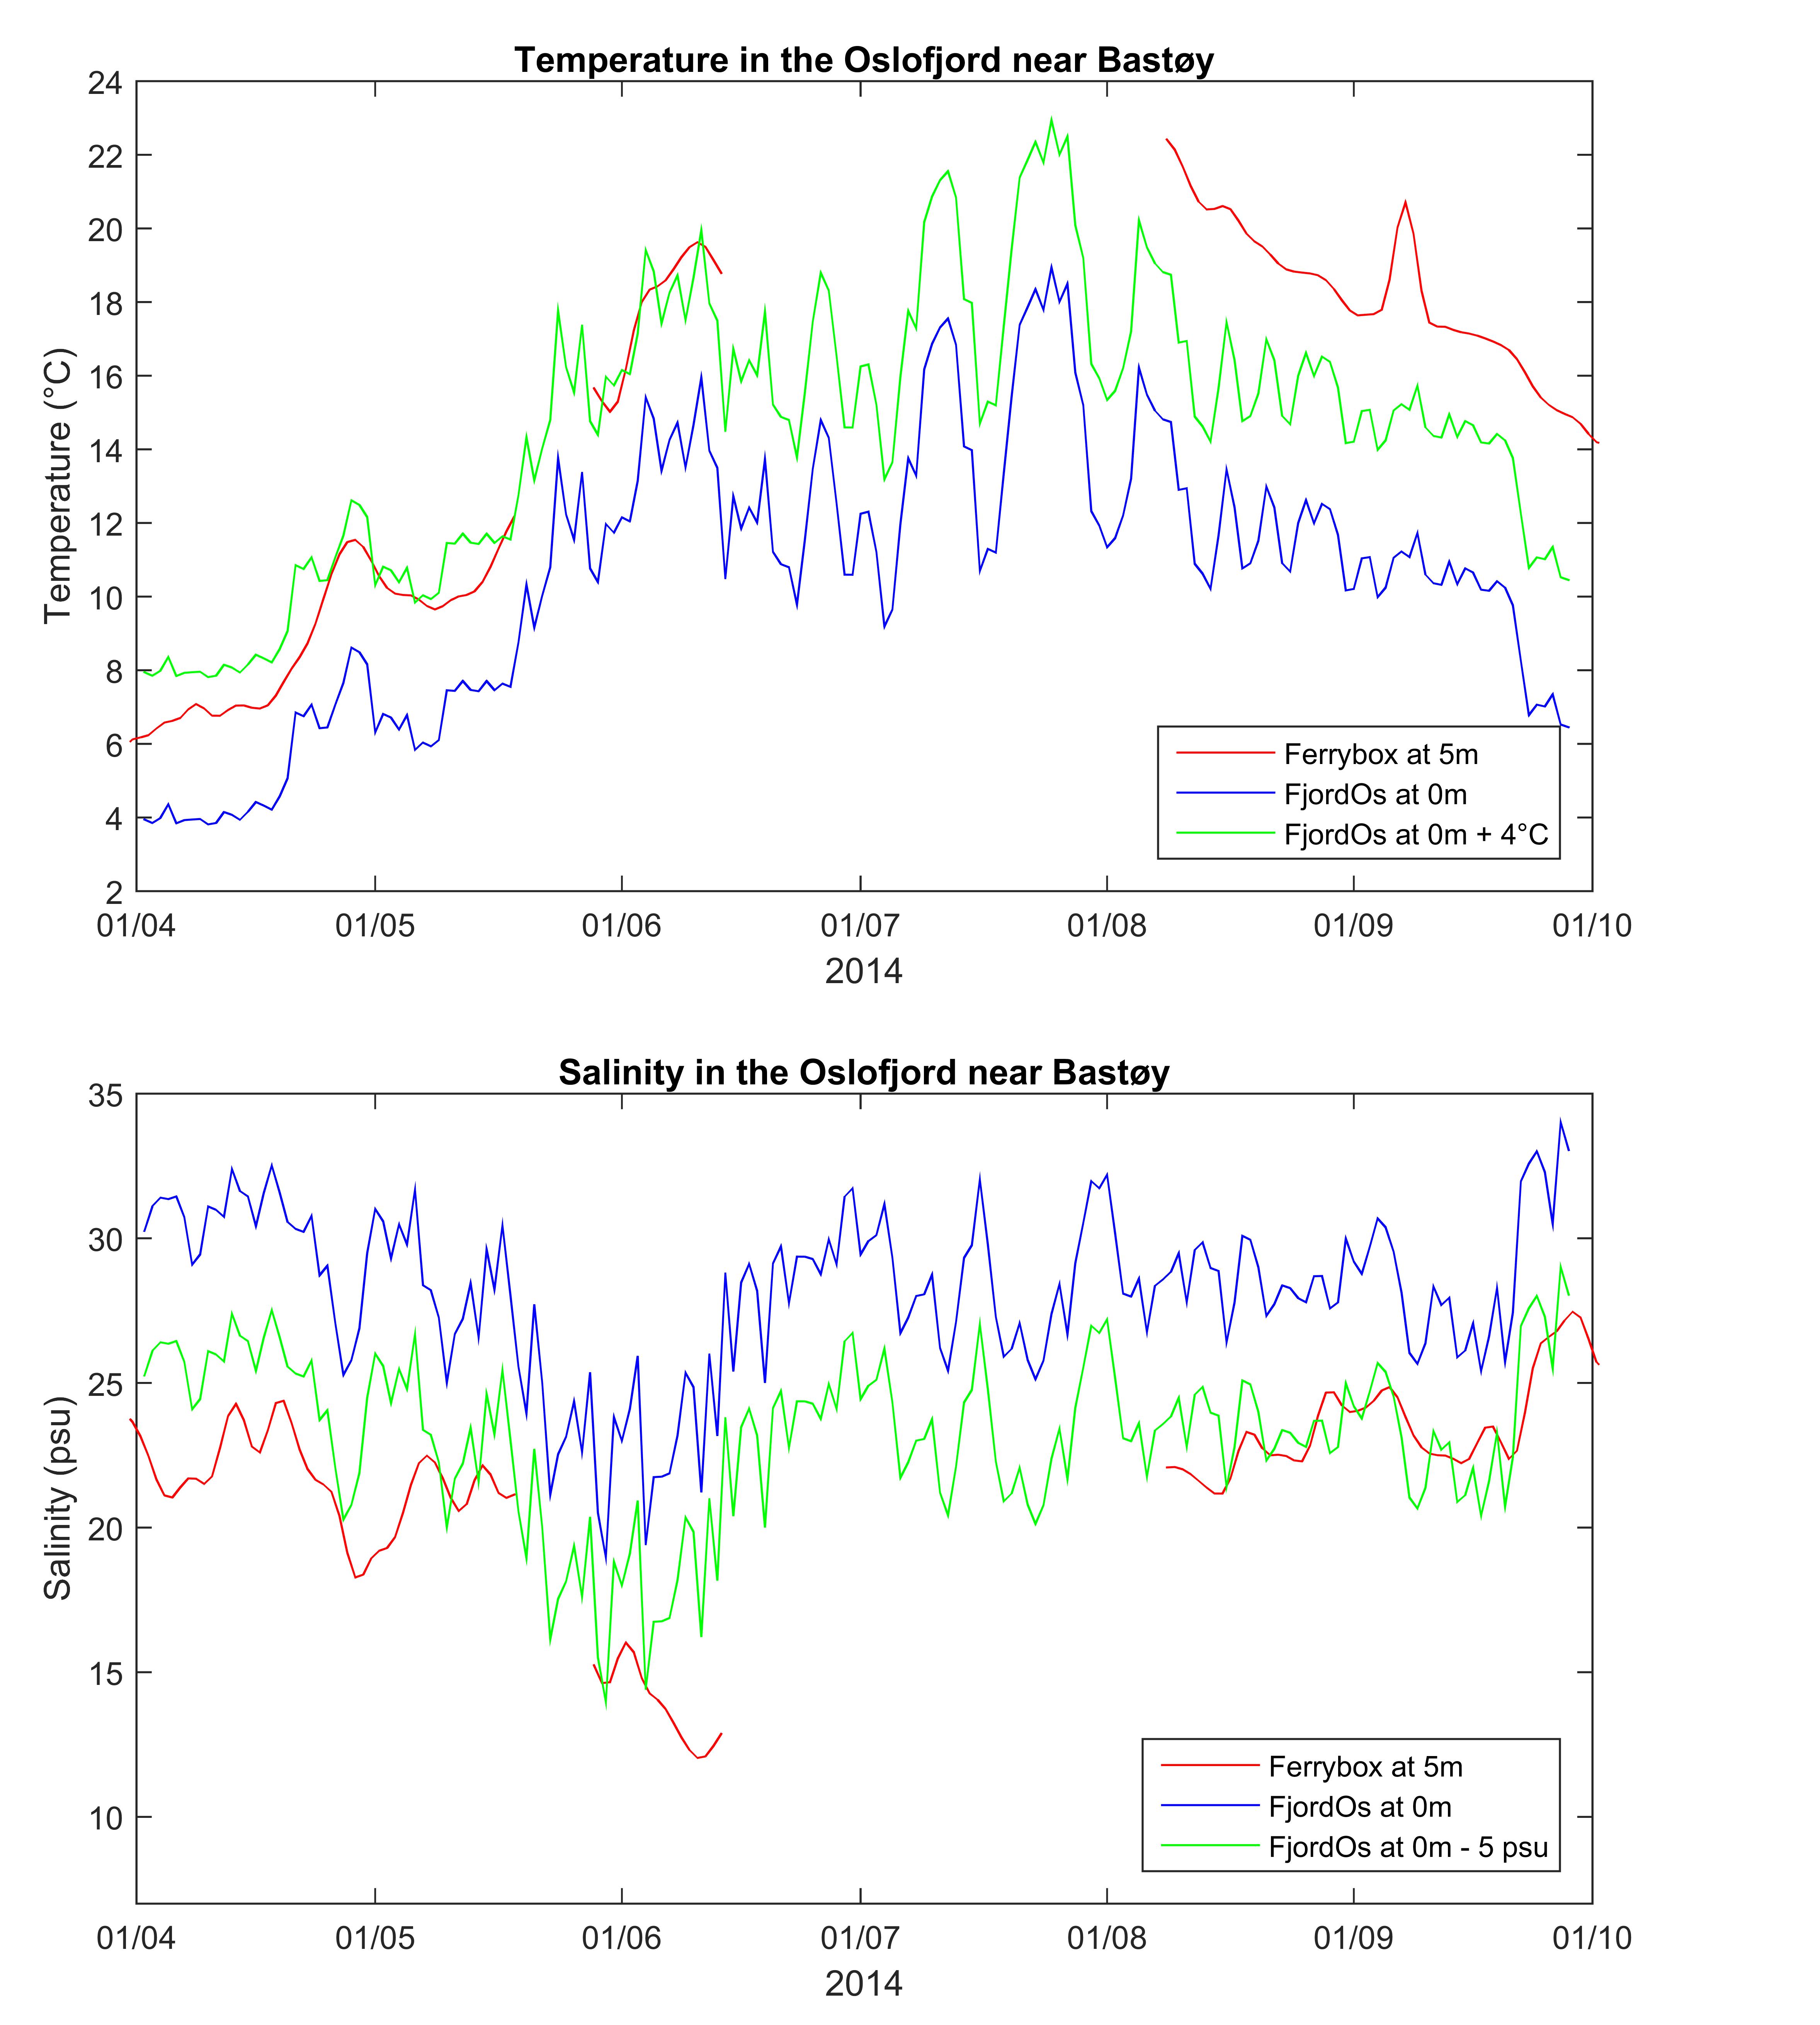 Temperature in the Oslofjord near Bastøy
24
22
20
18
16
14
12
10
8
6
4
2
Temperature (°C)
Ferrybox at 5m
FjordOs at 0m
FjordOs at 0m + 4°C
01/04 01/05 01/06 01/07 01/08 01/09 01/10
2014
Salinity in the Oslofjord near Bastøy
35
30
25
20
15
10
Salinity (psu)
Ferrybox at 5m
FjordOs at 0m
FjordOs at 0m - 5 psu
01/04 01/05 01/06 01/07 01/08 01/09 01/10
2014